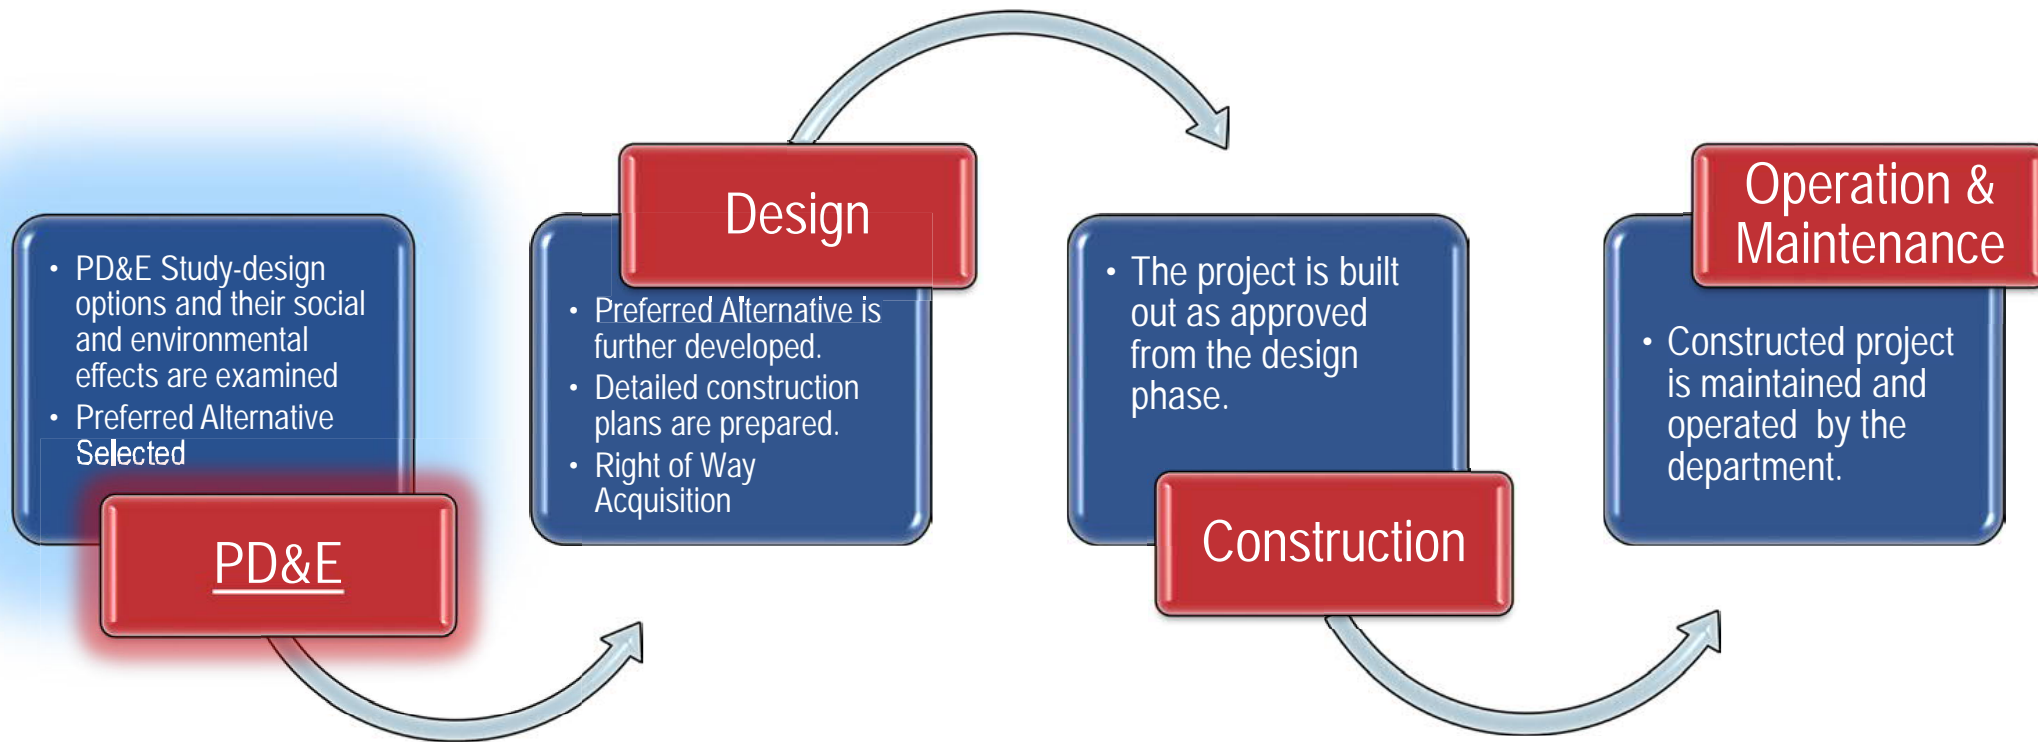 • PD&E Study-design
options and their social
and environmental
effects are examined
• Preferred Alternative
Selected
PD&E
Design
• Preferred Alternative is
further developed.
• Detailed construction
plans are prepared.
• Right of Way
Acquisition
• The project is built
out as approved
from the design
phase.
Construction
Operation &
Maintenance
• Constructed project
is maintained and
operated by the
department.